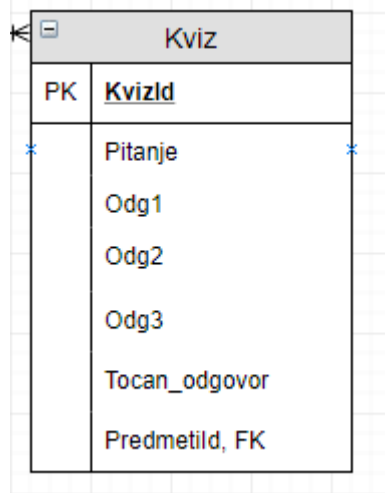 Kviz
PK KvizId
Pitanje
Odg1
Odg2
Odg3
Tocan_odgovor
PredmetiId, FK